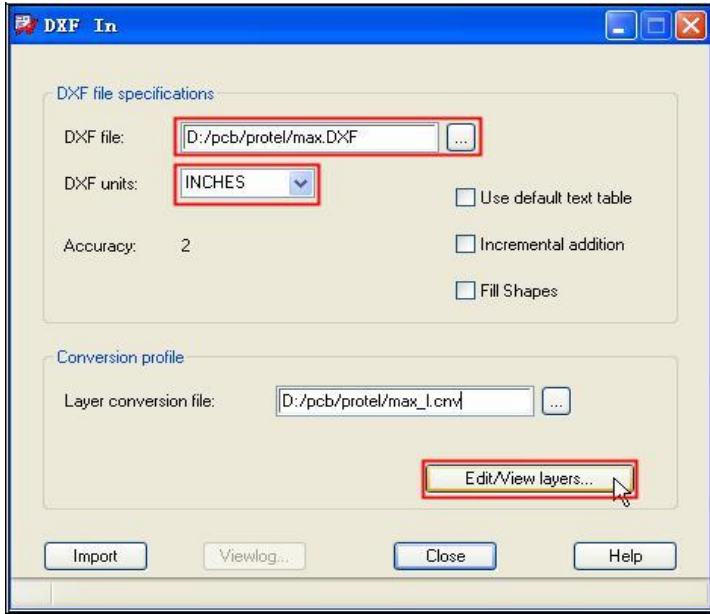 DXF In
DXF file specifications
DXF file: D:/pcb/protel/max.DXF ...
DXF units: INCHES
Use default text table
Accuracy: 2
Incremental addition
Fill Shapes
Conversion profile
Layer conversion file: D:/pcb/protel/max_l.cnv ...
Edit/View layers...
Import Viewlog... Close Help